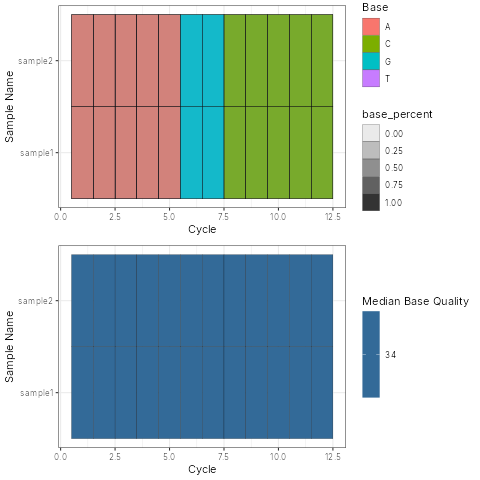 Base
A
C
G
T
base_percent
0.00
0.25
0.50
0.75
1.00
Sample Name
sample2
sample1
0.0 2.5 5.0 7.5 10.0 12.5
Cycle
Sample Name
sample2
sample1
0.0 2.5 5.0 7.5 10.0 12.5
Cycle
Median Base Quality
34